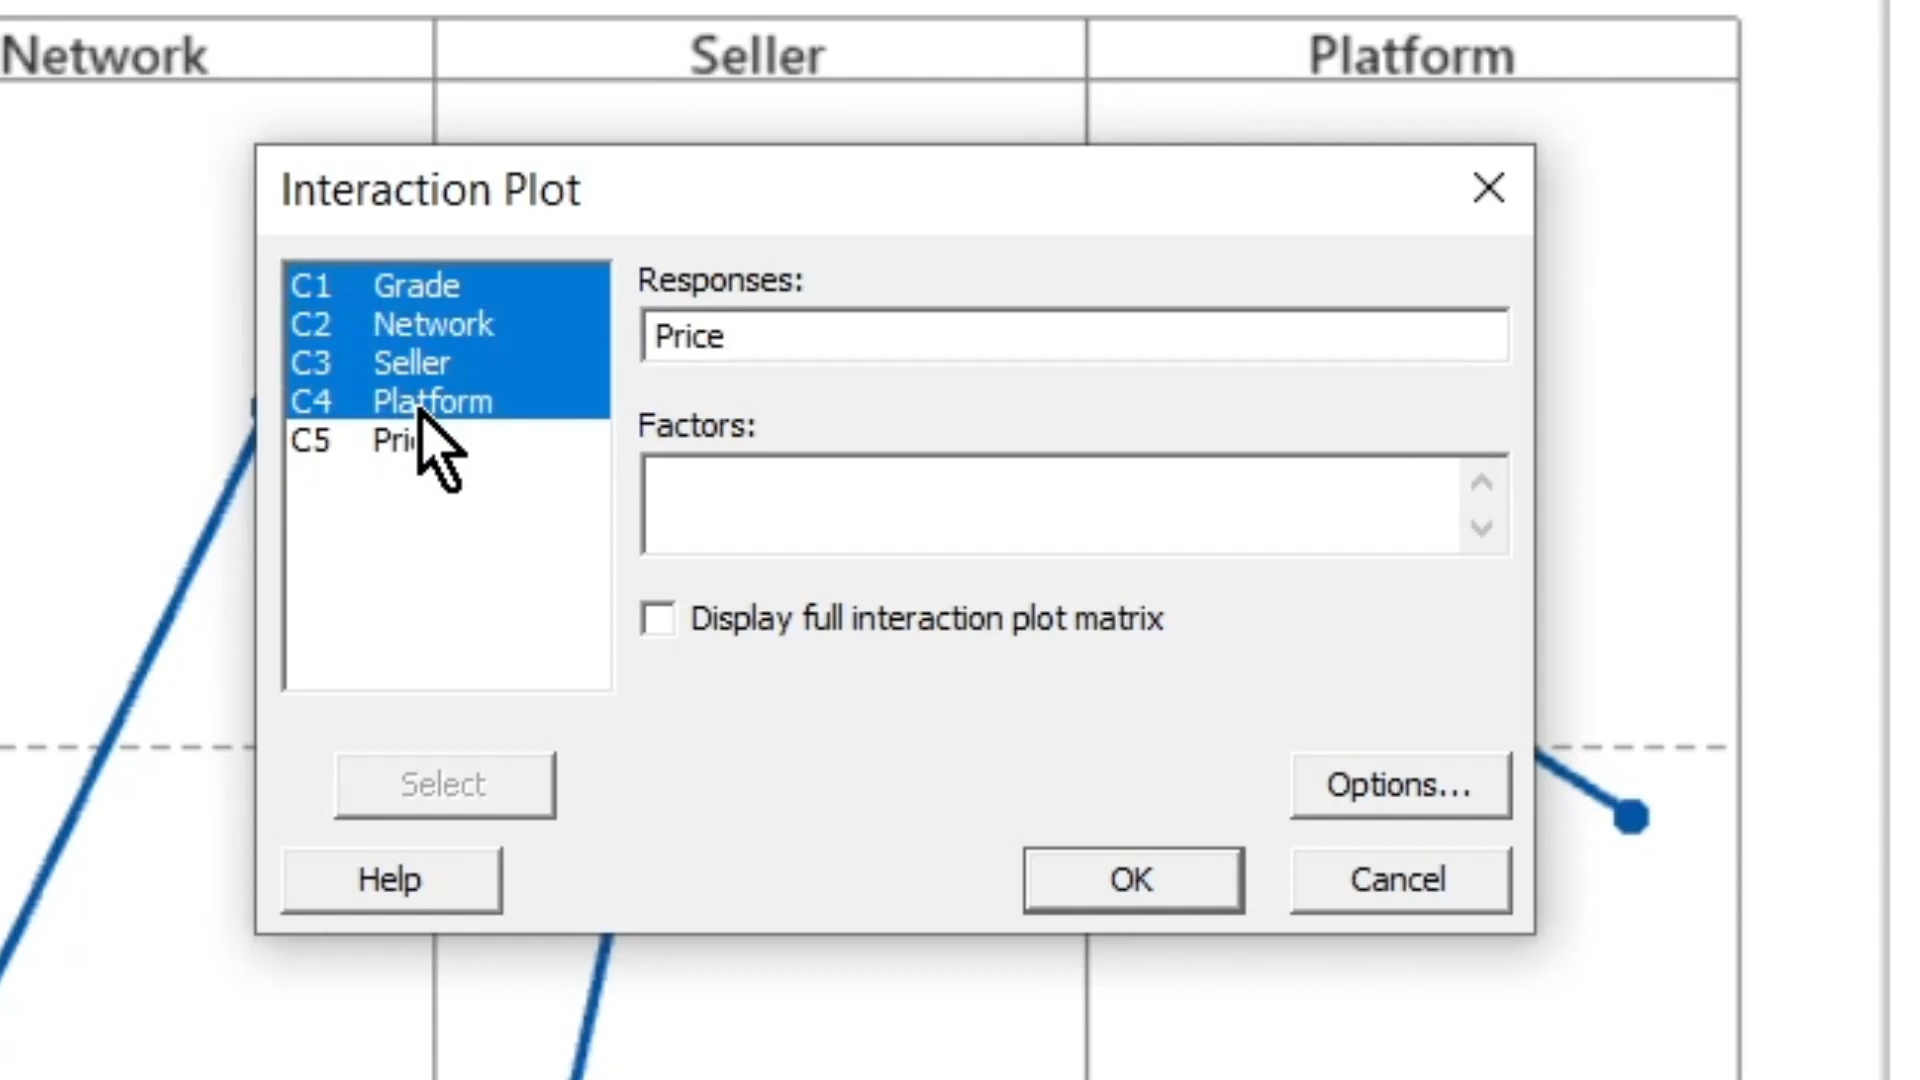 Network Seller Platform
Interaction Plot
C1 Grade
C2 Network
C3 Seller
C4 Platform
C5
Responses:
Price
Factors:
Display full interaction plot matrix
Select
Options...
Help
OK
Cancel